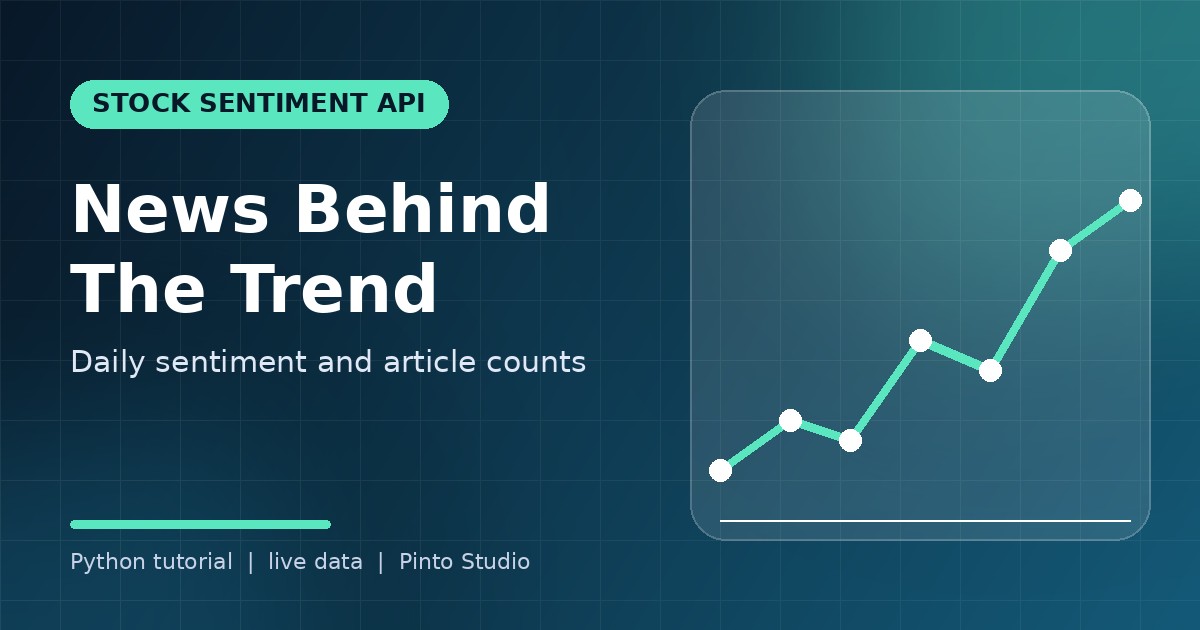 STOCK SENTIMENT API
News Behind
The Trend
Daily sentiment and article counts
Python tutorial | live data | Pinto Studio